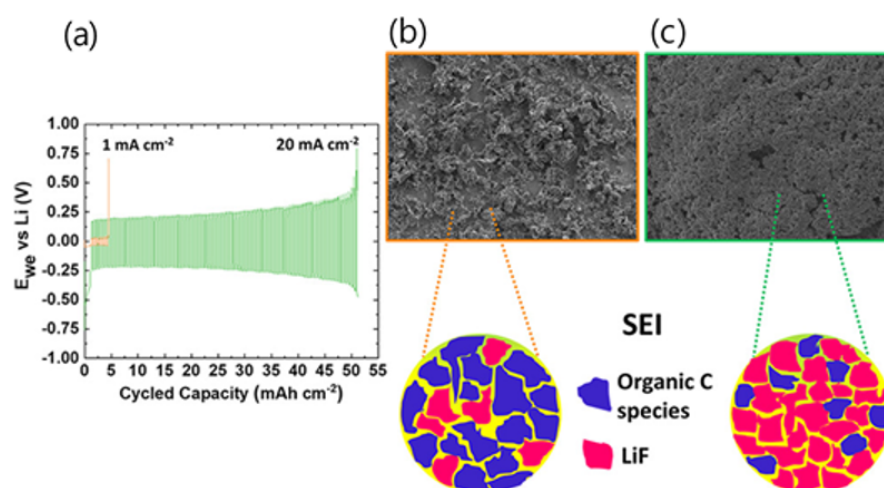 (a)
(b)
(c)
1.00
0.75
0.50
0.25
0.00
-0.25
-0.50
-0.75
-1.00
E_we vs Li (V)
1 mA cm⁻²
20 mA cm⁻²
0 5 10 15 20 25 30 35 40 45 50 55
Cycled Capacity (mAh cm⁻²)
SEI
Organic C
species
LiF